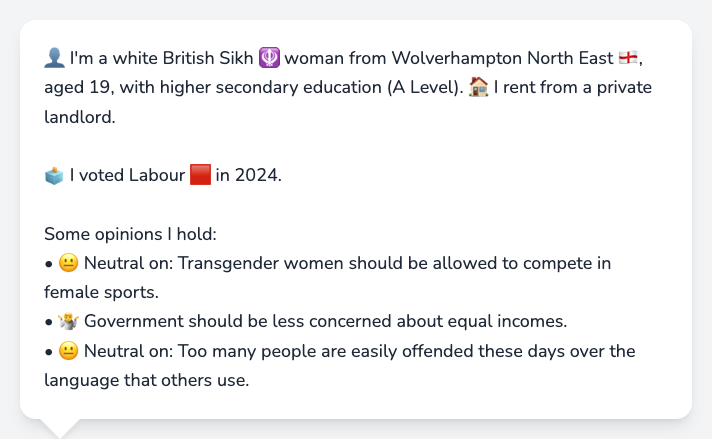 👤 I'm a white British Sikh 🪯 woman from Wolverhampton North East 🏴󠁧󠁢󠁥󠁮󠁧󠁿,
aged 19, with higher secondary education (A Level). 🏠 I rent from a private
landlord.
🗳️ I voted Labour 🟥 in 2024.
Some opinions I hold:
• 😐 Neutral on: Transgender women should be allowed to compete in
female sports.
• 🤷 Government should be less concerned about equal incomes.
• 😐 Neutral on: Too many people are easily offended these days over the
language that others use.